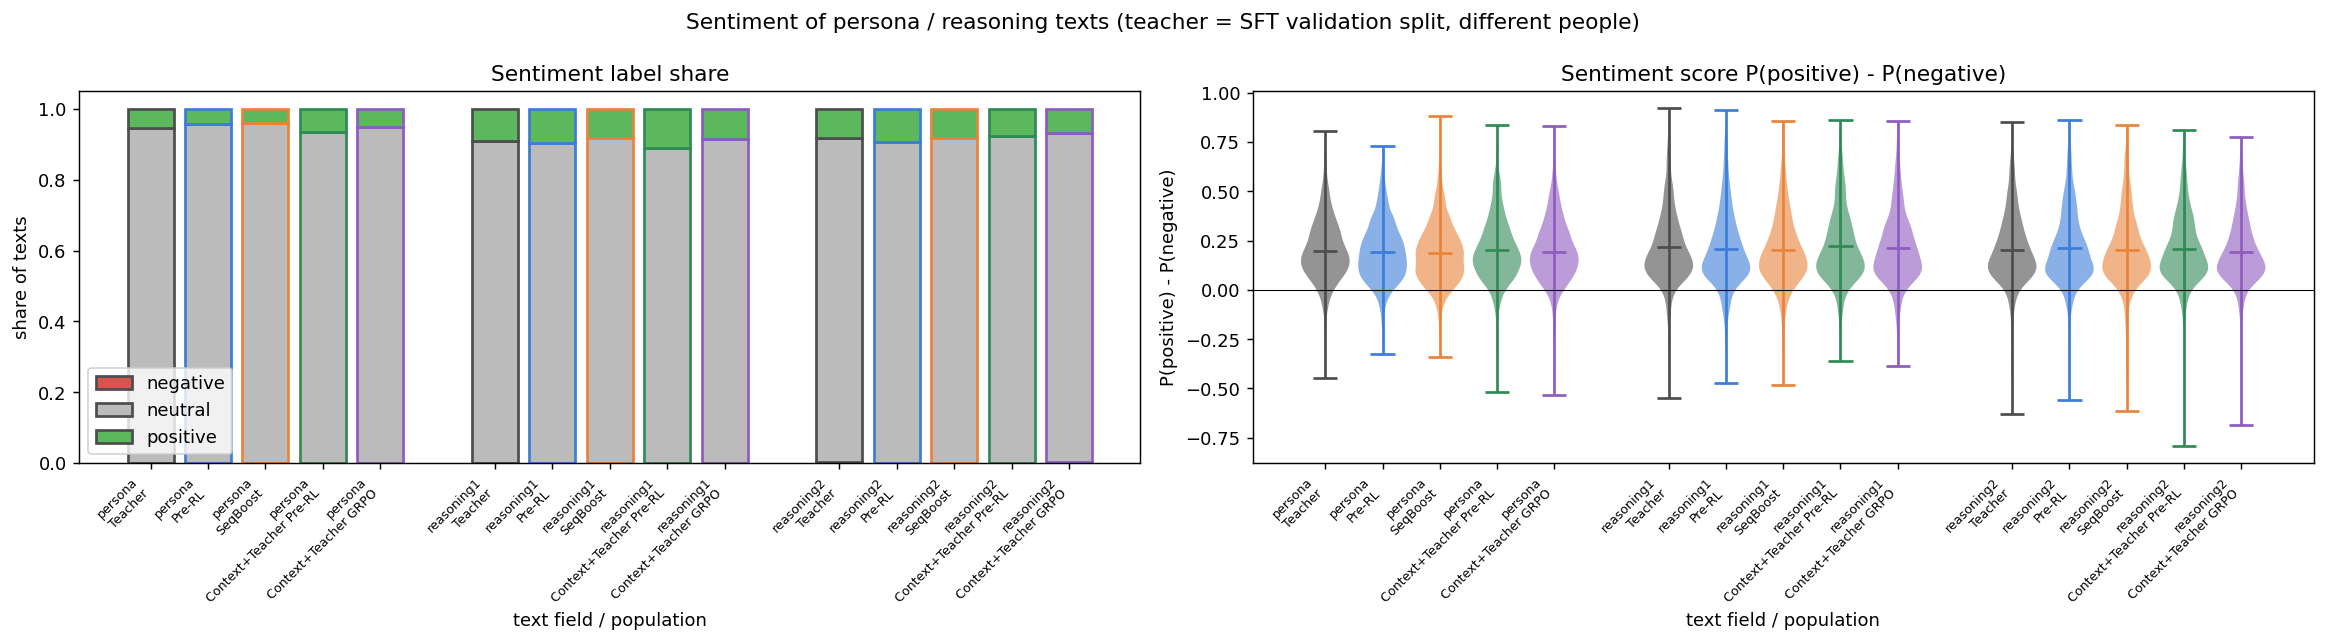 Sentiment of persona / reasoning texts (teacher = SFT validation split, different people)
Sentiment label share
share of texts
1.0
0.8
0.6
0.4
0.2
0.0
negative
neutral
positive
persona
Teacher
persona
Pre-RL
persona
SeqBoost
persona
Context+Teacher Pre-RL
persona
Context+Teacher GRPO
reasoning1
Teacher
reasoning1
Pre-RL
reasoning1
SeqBoost
reasoning1
Context+Teacher Pre-RL
reasoning1
Context+Teacher GRPO
reasoning2
Teacher
reasoning2
Pre-RL
reasoning2
SeqBoost
reasoning2
Context+Teacher Pre-RL
reasoning2
Context+Teacher GRPO
text field / population
Sentiment score P(positive) - P(negative)
P(positive) - P(negative)
1.00
0.75
0.50
0.25
0.00
−0.25
−0.50
−0.75
persona
Teacher
persona
Pre-RL
persona
SeqBoost
persona
Context+Teacher Pre-RL
persona
Context+Teacher GRPO
reasoning1
Teacher
reasoning1
Pre-RL
reasoning1
SeqBoost
reasoning1
Context+Teacher Pre-RL
reasoning1
Context+Teacher GRPO
reasoning2
Teacher
reasoning2
Pre-RL
reasoning2
SeqBoost
reasoning2
Context+Teacher Pre-RL
reasoning2
Context+Teacher GRPO
text field / population